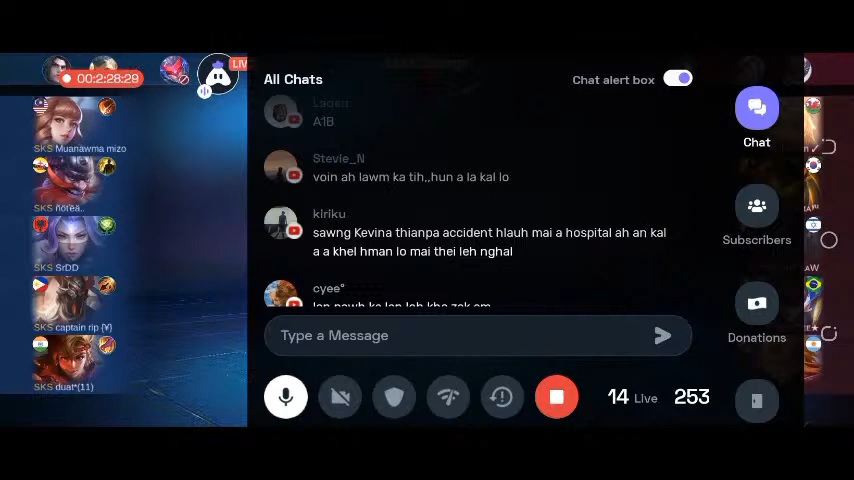 LIV
00:2:28:29
SKS Muanawma mizo
SKS
SKS SrDD
SKS captain rip {¥}
SKS duat*(11)
All Chats
Chat alert box
A1B
Stevie_N
voin ah lawm ka tih,,hun a la kal lo
kiriku
sawng Kevina thianpa accident hlauh mai a hospital ah an kal
a a khel hman lo mai thei leh nghal
cyee°
Type a Message
14 Live 253
Chat
Subscribers
Donations